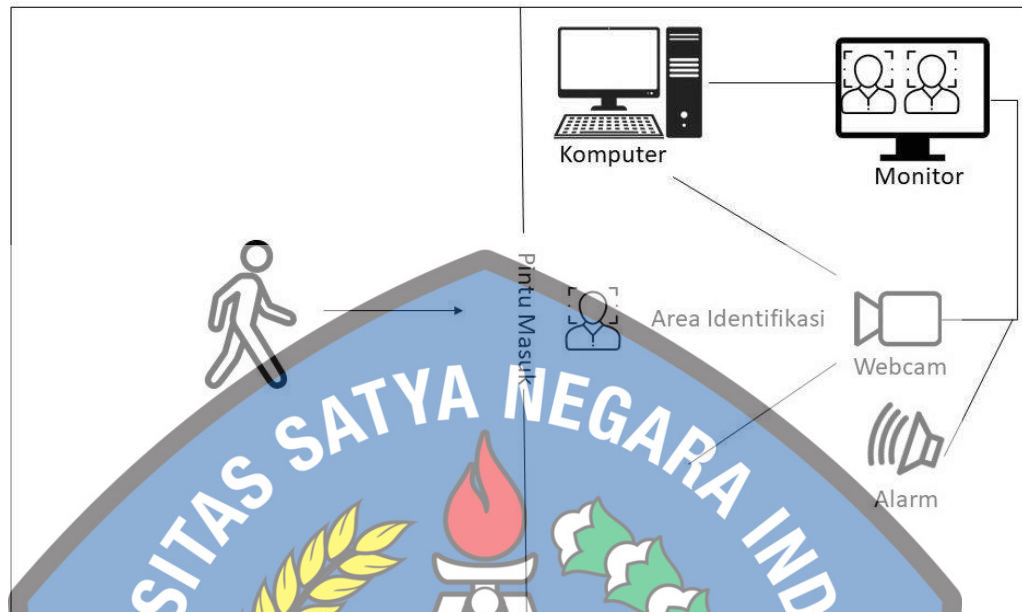 Komputer
Monitor
Pintu Masuk
Area Identifikasi
Webcam
Alarm
SITAS SATYA NEGARA IND